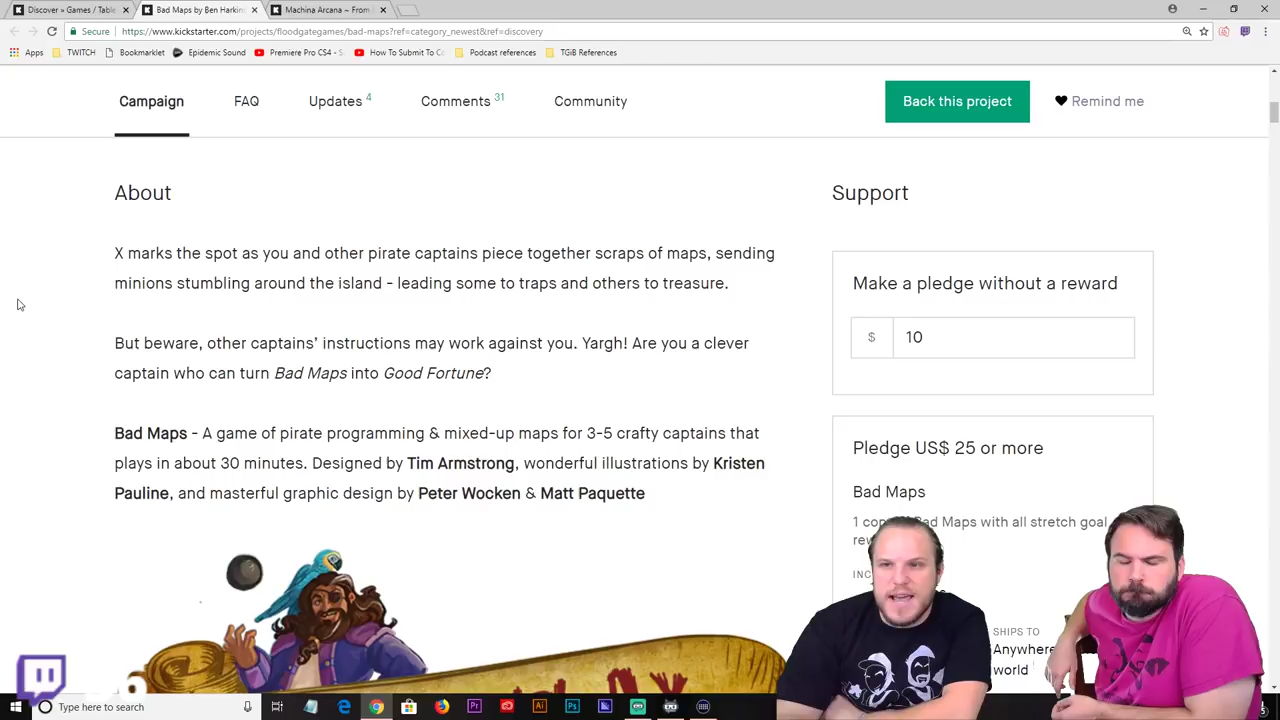 Discover » Games / Table
Bad Maps by Ben Harkins
Machina Arcana ~ From
Secure
https://www.kickstarter.com/projects/floodgategames/bad-maps?ref=category_newest&ref=discovery
Apps
TWITCH
Bookmarklet
Epidemic Sound
Premiere Pro CS4 - S
How To Submit To Co
Podcast references
TGiB References
Campaign
FAQ
Updates 4
Comments 31
Community
Back this project
Remind me
About
Support
X marks the spot as you and other pirate captains piece together scraps of maps, sending
minions stumbling around the island - leading some to traps and others to treasure.
Make a pledge without a reward
$ 10
But beware, other captains' instructions may work against you. Yargh! Are you a clever
captain who can turn Bad Maps into Good Fortune?
Bad Maps - A game of pirate programming & mixed-up maps for 3-5 crafty captains that
plays in about 30 minutes. Designed by Tim Armstrong, wonderful illustrations by Kristen
Pauline, and masterful graphic design by Peter Wocken & Matt Paquette
Pledge US$ 25 or more
Bad Maps
1 copy of Bad Maps with all stretch goal
SHIPS TO
Anywhere
world
Type here to search